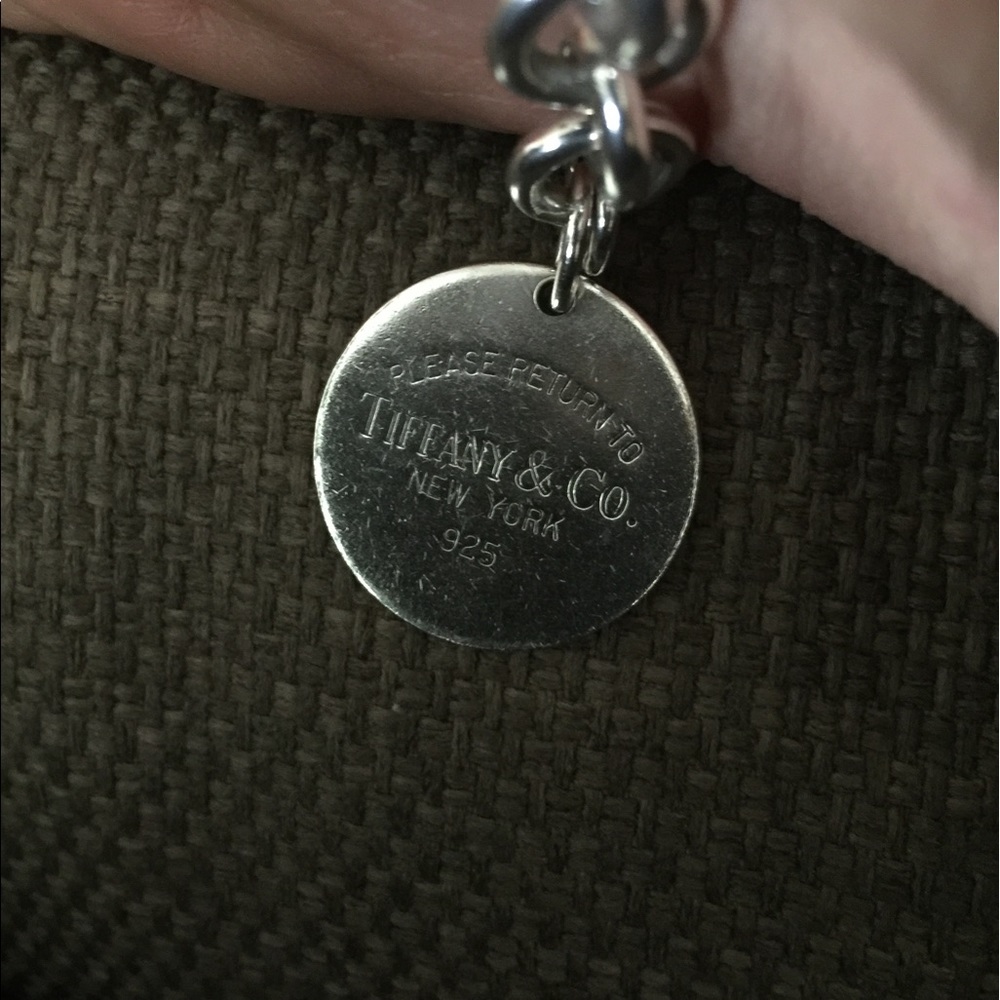 PLEASE RETURN TO
TIFFANY & CO.
NEW YORK
925